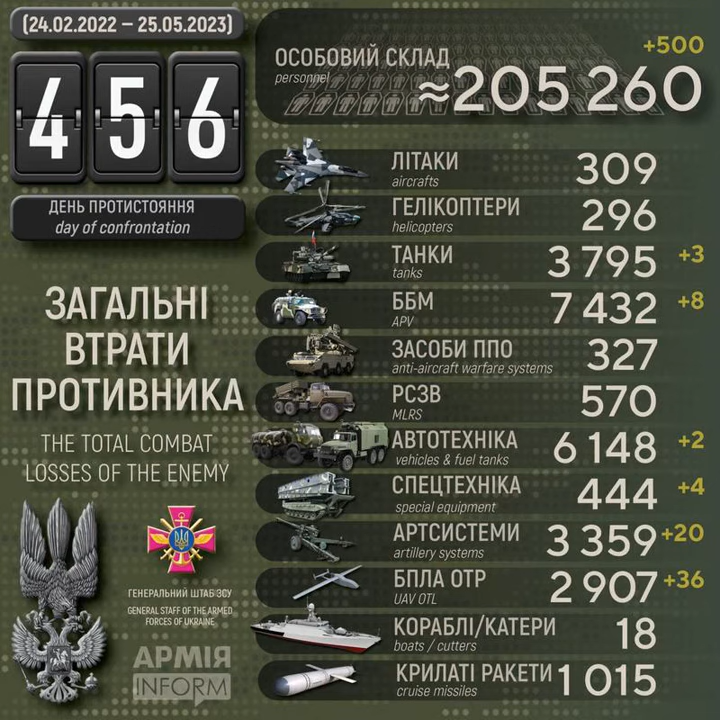 (24.02.2022 – 25.05.2023)
456
ДЕНЬ ПРОТИСТОЯННЯ
day of confrontation
ЗАГАЛЬНІ
ВТРАТИ
ПРОТИВНИКА
THE TOTAL COMBAT
LOSSES OF THE ENEMY
ГЕНЕРАЛЬНИЙ ШТАБ ЗСУ
GENERAL STAFF OF THE ARMED
FORCES OF UKRAINE
АРМІЯ
INFORM
ОСОБОВИЙ СКЛАД +500
personnel ≈205 260
ЛІТАКИ 309
aircrafts
ГЕЛІКОПТЕРИ 296
helicopters
ТАНКИ 3 795 +3
tanks
ББМ 7 432 +8
APV
ЗАСОБИ ППО 327
anti-aircraft warfare systems
РСЗВ 570
MLRS
АВТОТЕХНІКА 6 148 +2
vehicles & fuel tanks
СПЕЦТЕХНІКА 444 +4
special equipment
АРТСИСТЕМИ 3 359 +20
artillery systems
БПЛА ОТР 2 907 +36
UAV OTL
КОРАБЛІ/КАТЕРИ 18
boats / cutters
КРИЛАТІ РАКЕТИ 1 015
cruise missiles